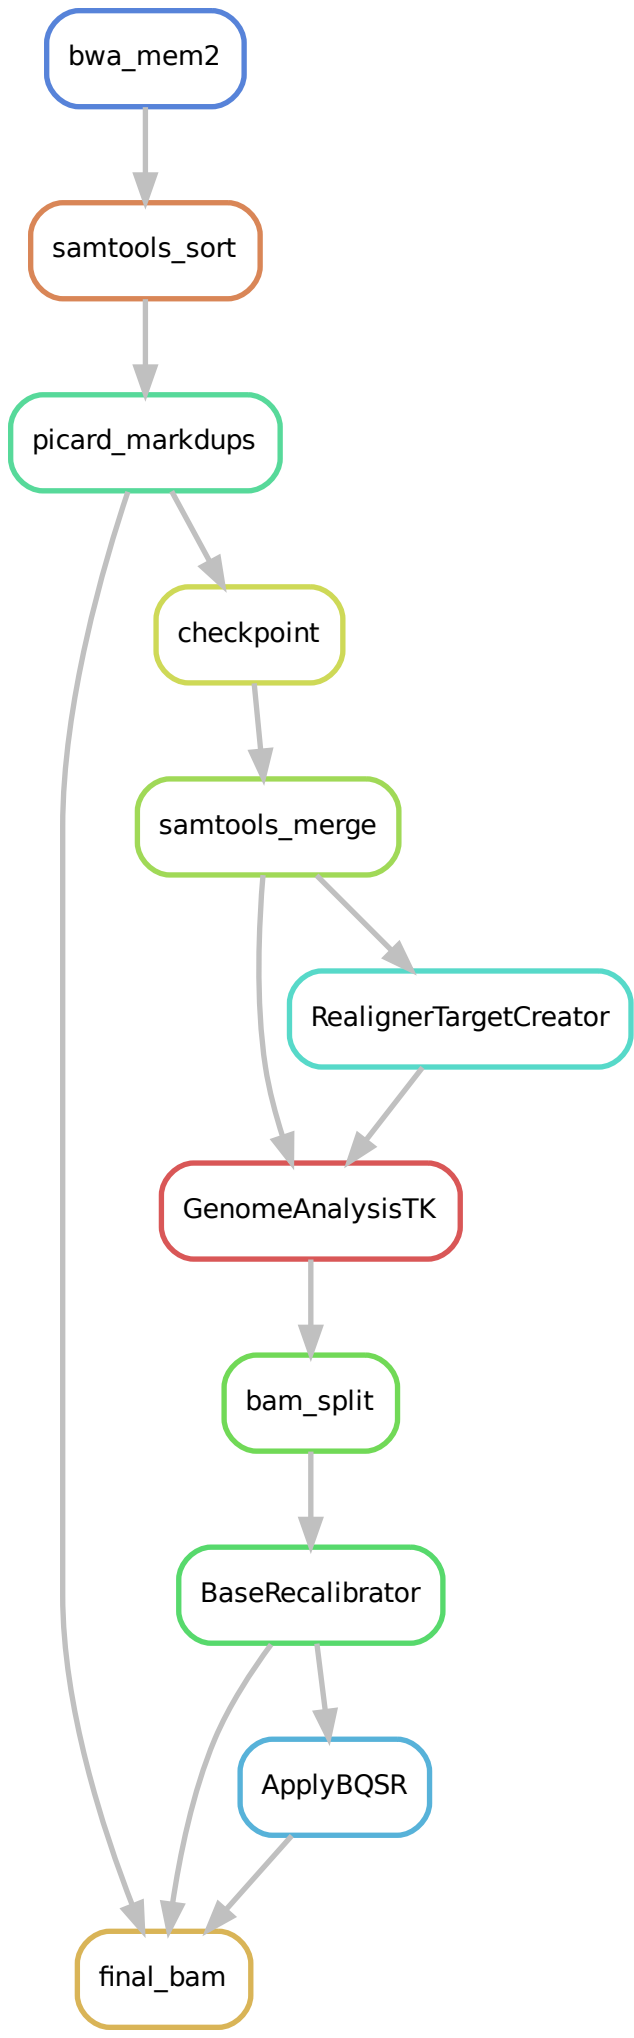 bwa_mem2
samtools_sort
picard_markdups
checkpoint
samtools_merge
RealignerTargetCreator
GenomeAnalysisTK
bam_split
BaseRecalibrator
ApplyBQSR
final_bam